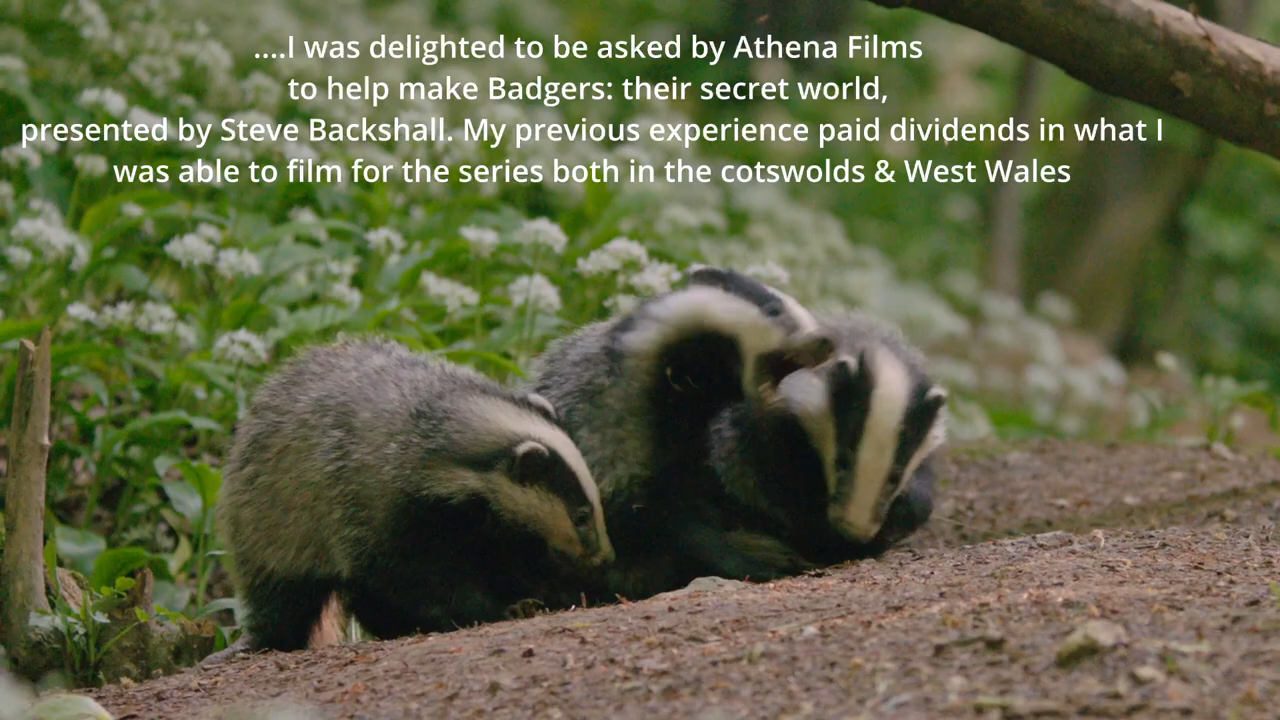 ....I was delighted to be asked by Athena Films
to help make Badgers: their secret world,
presented by Steve Backshall. My previous experience paid dividends in what I
was able to film for the series both in the cotswolds & West Wales